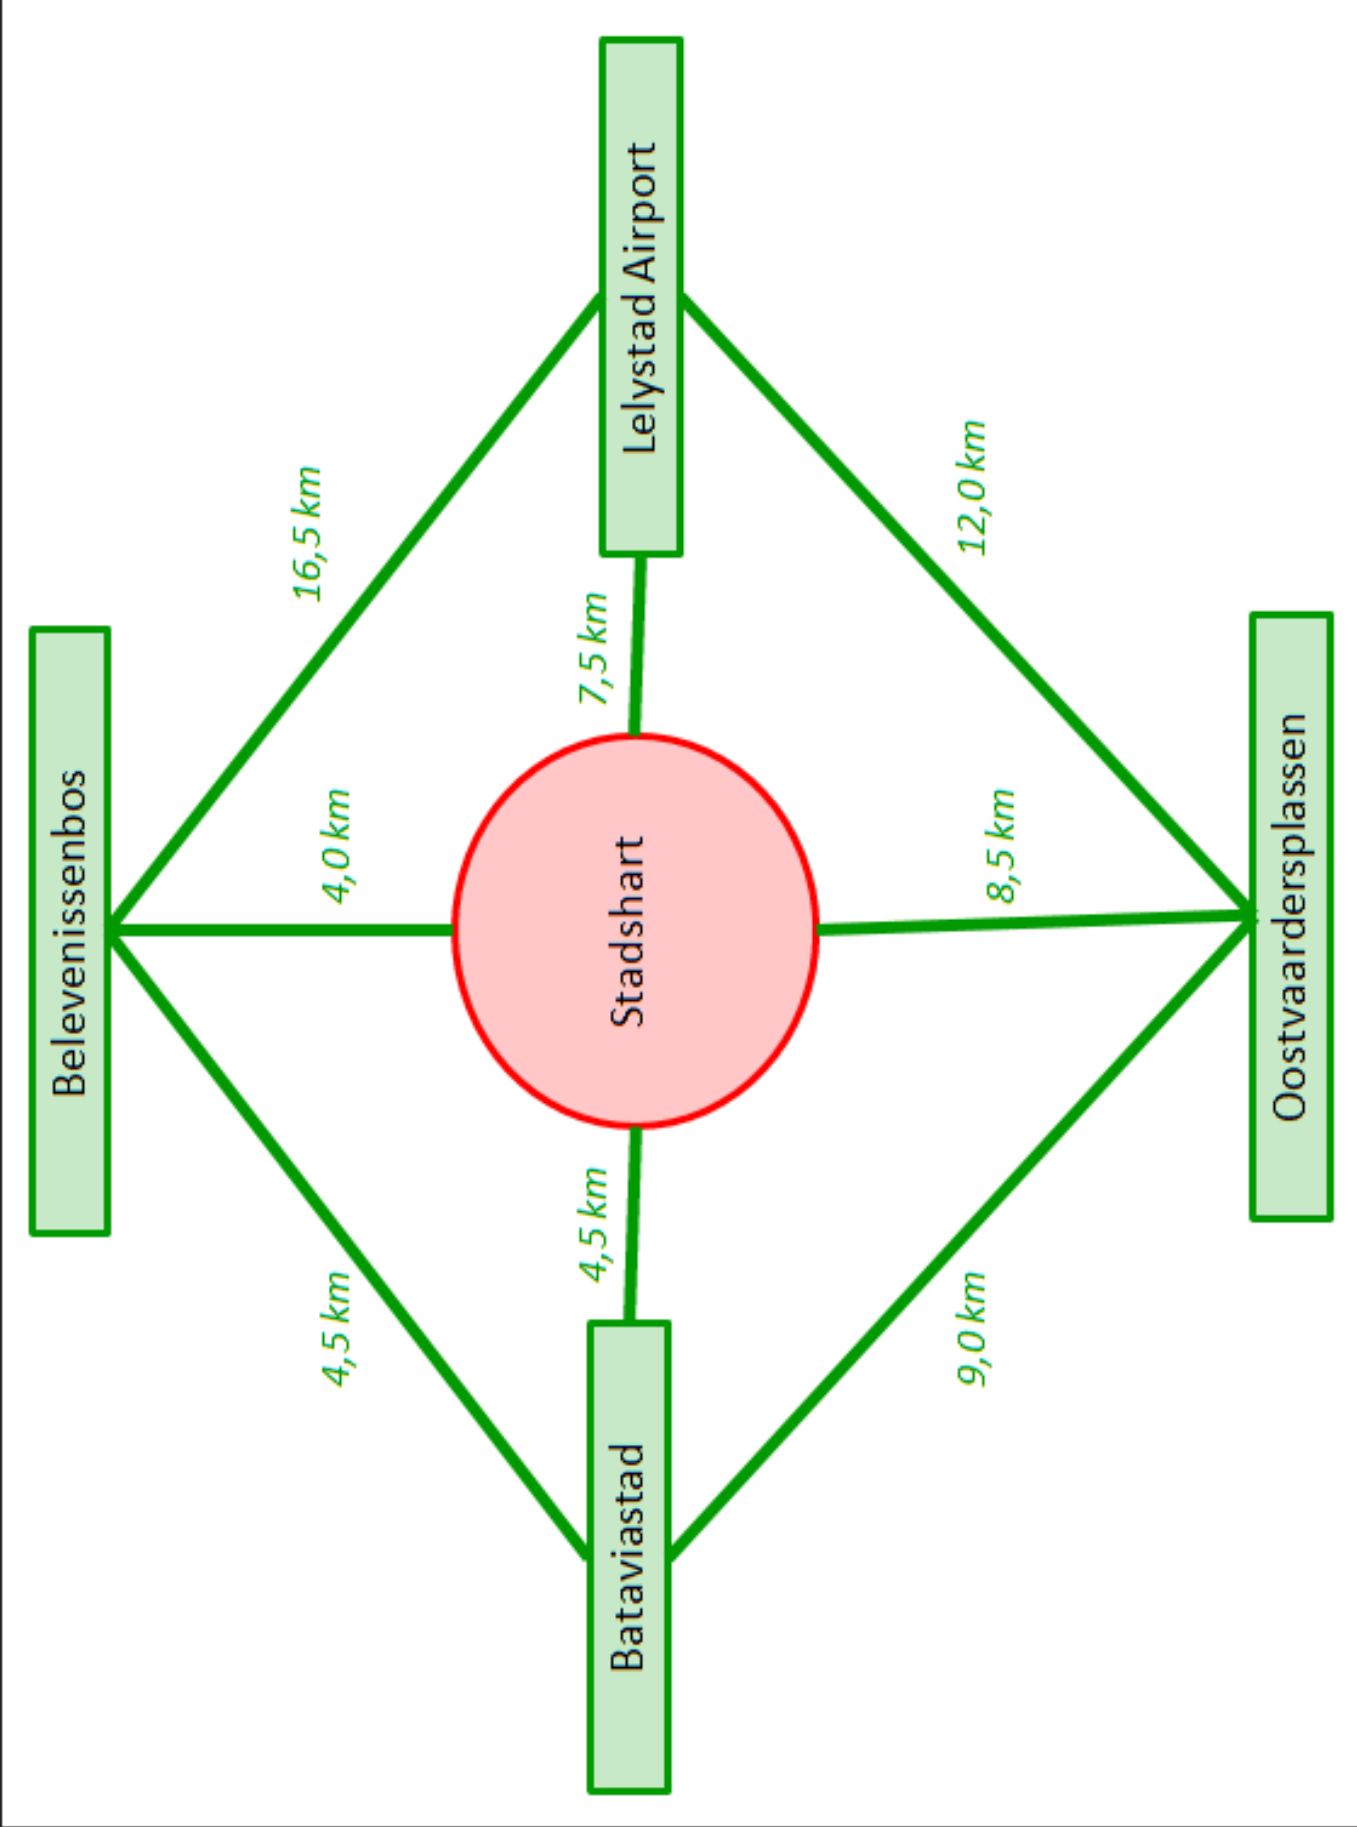 Belevenissenbos
4,5 km
4,0 km
16,5 km
Bataviastad
4,5 km
Stadshart
7,5 km
Lelystad Airport
9,0 km
8,5 km
12,0 km
Oostvaardersplassen